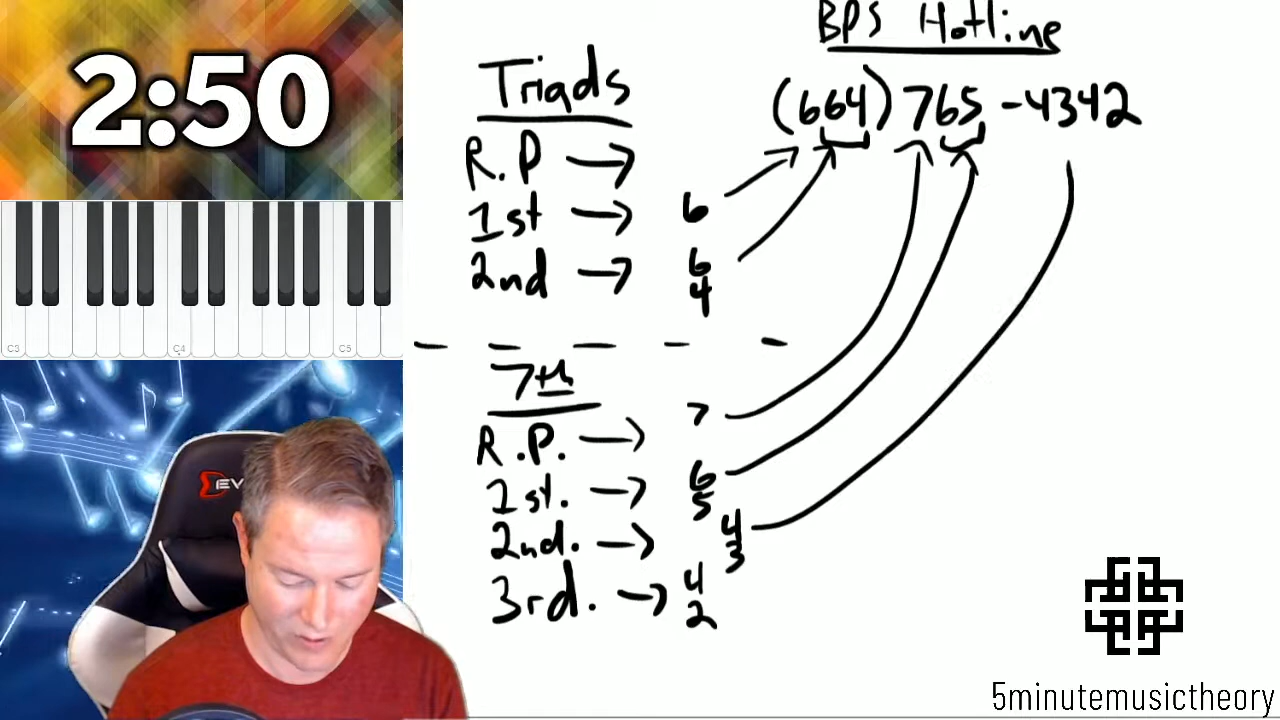 2:50
C3
C4
C5
EV
BPS Hotline
(664) 765-4342
Triads
R.P →
1st → 6
2nd → 6
4
7th
R.P. → 7
1st. → 6
5
2nd. → 4
3
3rd. → 4
2
5minutemusictheory